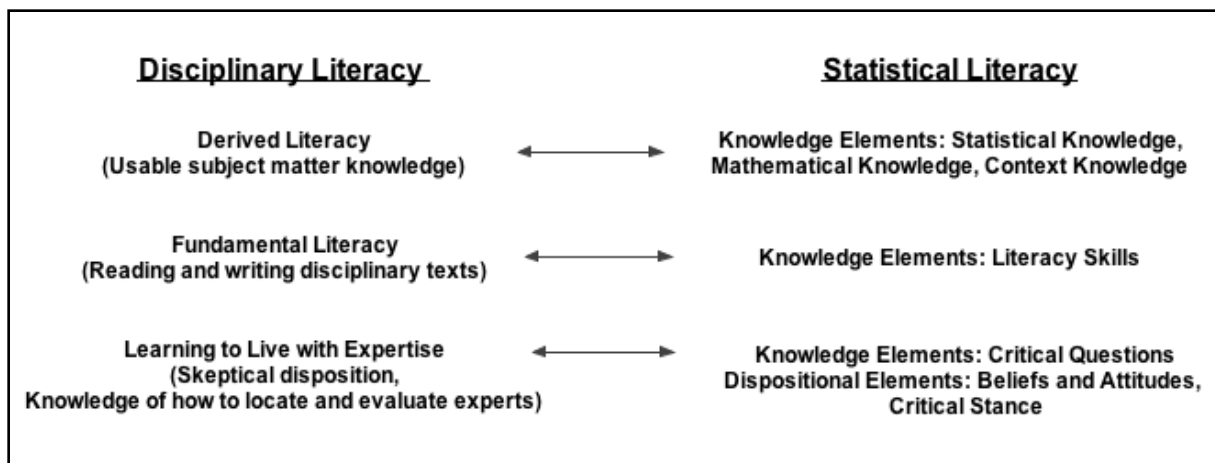 Disciplinary Literacy
Statistical Literacy
Derived Literacy
(Usable subject matter knowledge)
Knowledge Elements: Statistical Knowledge,
Mathematical Knowledge, Context Knowledge
Fundamental Literacy
(Reading and writing disciplinary texts)
Knowledge Elements: Literacy Skills
Learning to Live with Expertise
(Skeptical disposition,
Knowledge of how to locate and evaluate experts)
Knowledge Elements: Critical Questions
Dispositional Elements: Beliefs and Attitudes,
Critical Stance